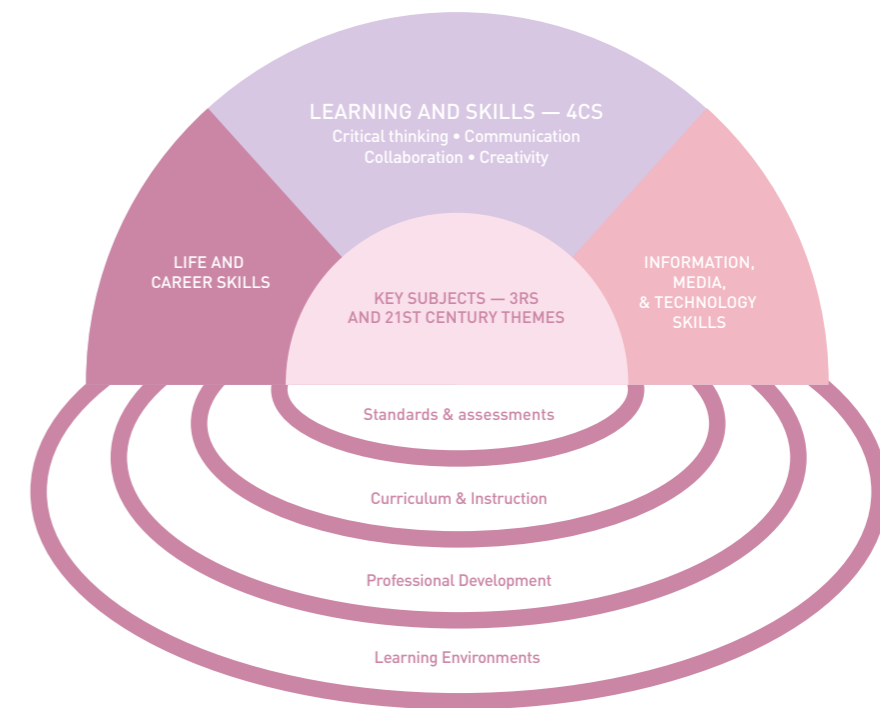 LEARNING AND SKILLS — 4CS
Critical thinking • Communication
Collaboration • Creativity
LIFE AND
CAREER SKILLS
KEY SUBJECTS — 3RS
AND 21ST CENTURY THEMES
INFORMATION,
MEDIA,
& TECHNOLOGY
SKILLS
Standards & assessments
Curriculum & Instruction
Professional Development
Learning Environments